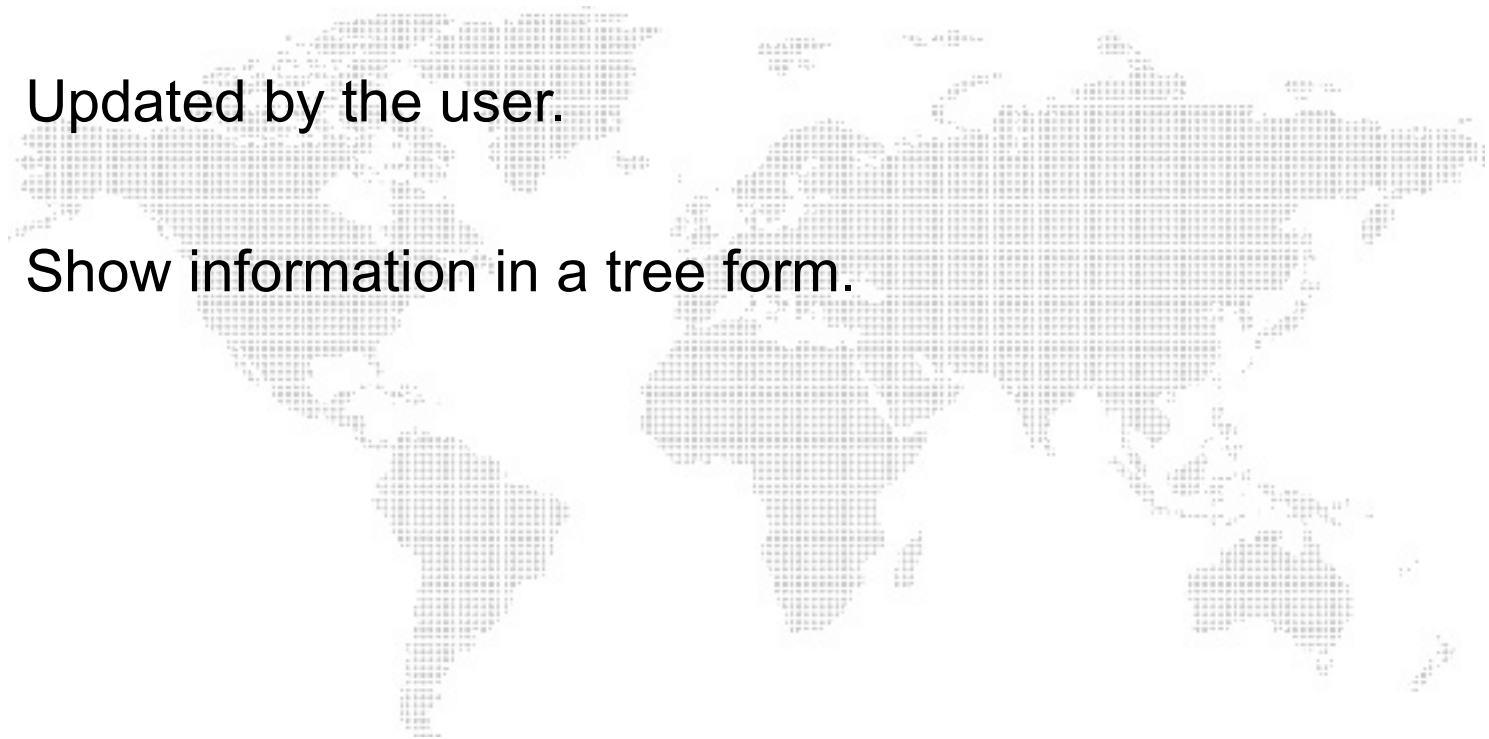 Updated by the user.
Show information in a tree form.